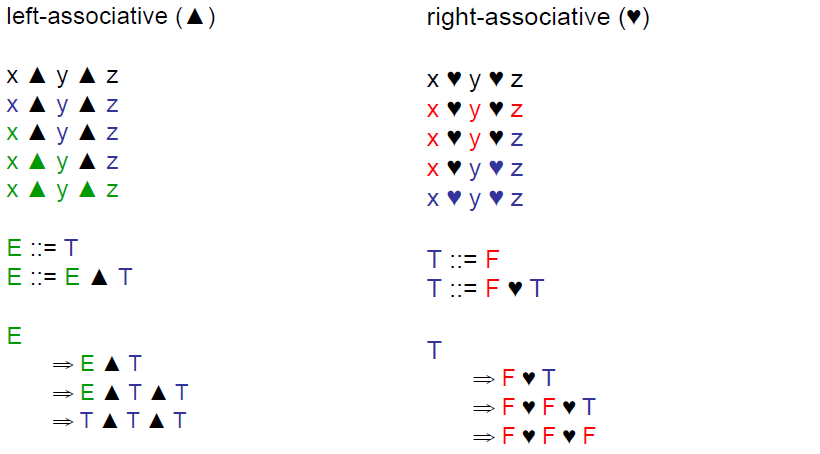 left-associative (▲)
x ▲ y ▲ z
x ▲ y ▲ z
x ▲ y ▲ z
x ▲ y ▲ z
x ▲ y ▲ z
E ::= T
E ::= E ▲ T
E
⇒ E ▲ T
⇒ E ▲ T ▲ T
⇒ T ▲ T ▲ T
right-associative (♥)
x ♥ y ♥ z
x ♥ y ♥ z
x ♥ y ♥ z
x ♥ y ♥ z
x ♥ y ♥ z
T ::= F
T ::= F ♥ T
T
⇒ F ♥ T
⇒ F ♥ F ♥ T
⇒ F ♥ F ♥ F